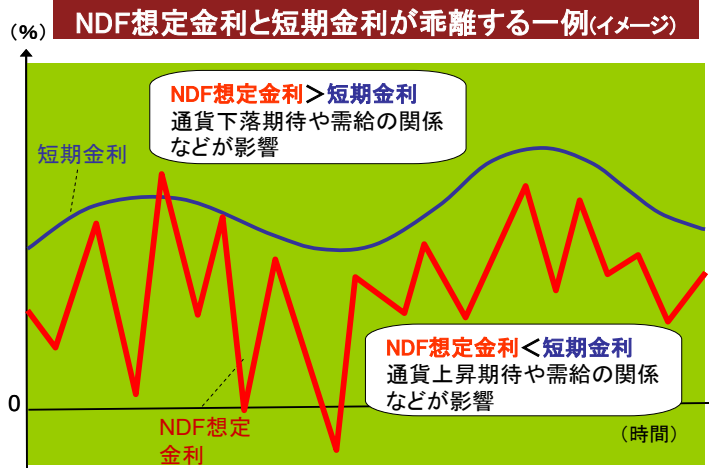 NDF想定金利と短期金利が乖離する一例(イメージ)
(%)
NDF想定金利>短期金利
通貨下落期待や需給の関係
などが影響
短期金利
NDF想定金利<短期金利
通貨上昇期待や需給の関係
などが影響
0
NDF想定
金利
(時間)